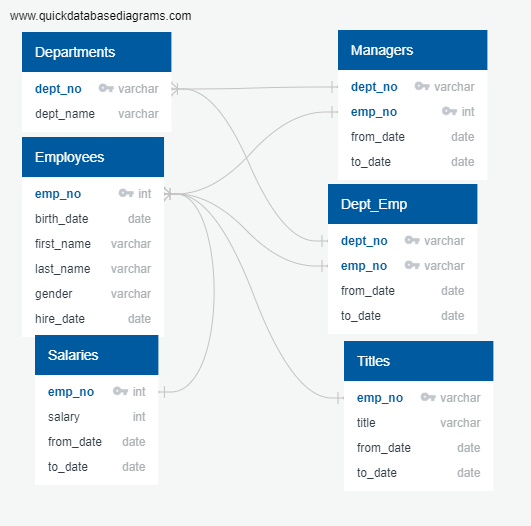 www.quickdatabasediagrams.com
Departments
dept_no varchar
dept_name varchar
Employees
emp_no int
birth_date date
first_name varchar
last_name varchar
gender varchar
hire_date date
Salaries
emp_no int
salary int
from_date date
to_date date
Managers
dept_no varchar
emp_no int
from_date date
to_date date
Dept_Emp
dept_no varchar
emp_no varchar
from_date date
to_date date
Titles
emp_no varchar
title varchar
from_date date
to_date date